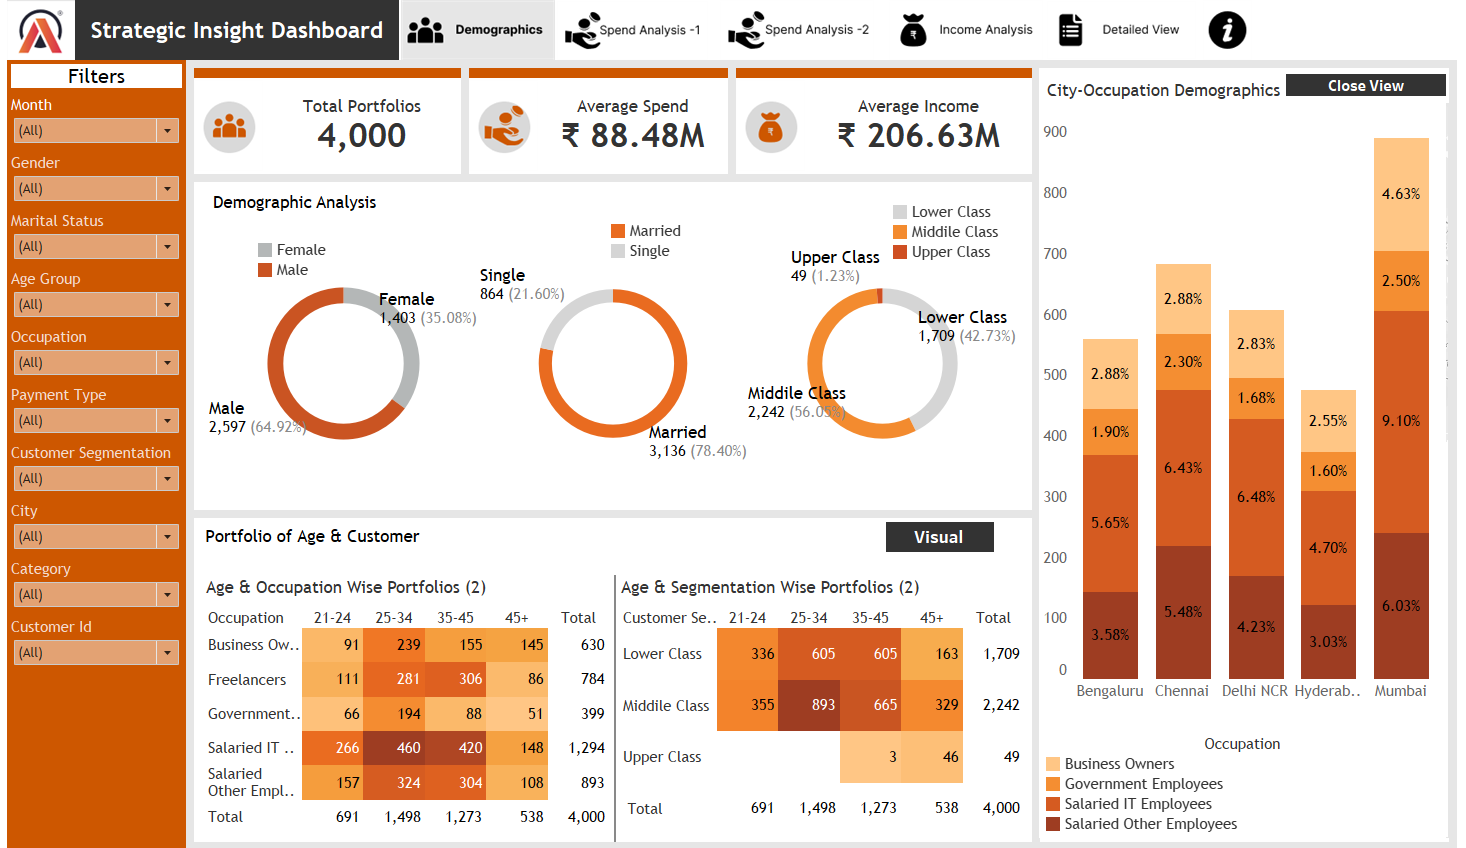 Strategic Insight Dashboard
Demographics
Spend Analysis -1
Spend Analysis -2
Income Analysis
Detailed View
Filters
Month
(All)
Gender
(All)
Marital Status
(All)
Age Group
(All)
Occupation
(All)
Payment Type
(All)
Customer Segmentation
(All)
City
(All)
Category
(All)
Customer Id
(All)
Total Portfolios
4,000
Average Spend
₹ 88.48M
Average Income
₹ 206.63M
Demographic Analysis
Female
Male
Female
1,403 (35.08%)
Male
2,597 (64.92%)
Married
Single
Single
864 (21.60%)
Married
3,136 (78.40%)
Lower Class
Middile Class
Upper Class
Upper Class
49 (1.23%)
Lower Class
1,709 (42.73%)
Middile Class
2,242 (56.05%)
Portfolio of Age & Customer
Visual
Age & Occupation Wise Portfolios (2)
Occupation 21-24 25-34 35-45 45+ Total
Business Ow.. 91 239 155 145 630
Freelancers 111 281 306 86 784
Government.. 66 194 88 51 399
Salaried IT .. 266 460 420 148 1,294
Salaried
Other Empl.. 157 324 304 108 893
Total 691 1,498 1,273 538 4,000
Age & Segmentation Wise Portfolios (2)
Customer Se.. 21-24 25-34 35-45 45+ Total
Lower Class 336 605 605 163 1,709
Middile Class 355 893 665 329 2,242
Upper Class 3 46 49
Total 691 1,498 1,273 538 4,000
City-Occupation Demographics
Close View
900
800
700
600
500
400
300
200
100
0
2.88%
1.90%
5.65%
3.58%
2.88%
2.30%
6.43%
5.48%
2.83%
1.68%
6.48%
4.23%
2.55%
1.60%
4.70%
3.03%
4.63%
2.50%
9.10%
6.03%
Bengaluru Chennai Delhi NCR Hyderab.. Mumbai
Occupation
Business Owners
Government Employees
Salaried IT Employees
Salaried Other Employees